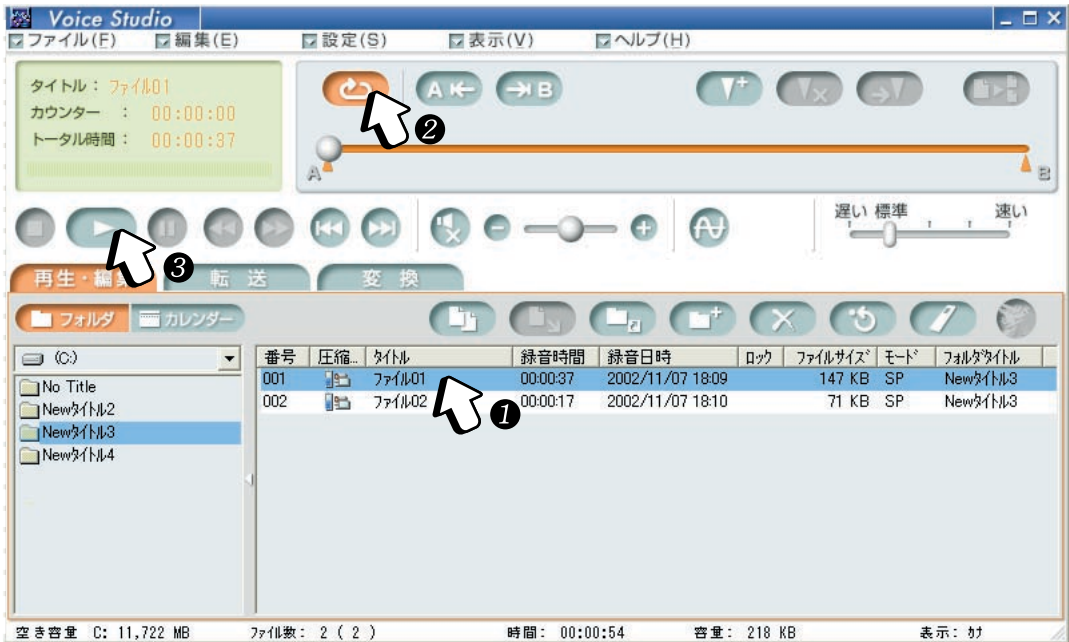 Voice Studio
ファイル(F) 編集(E) 設定(S) 表示(V) ヘルプ(H)
タイトル： ファイル01
カウンター ： 00:00:00
トータル時間： 00:00:37
A B
❷
A B
遅い 標準 速い
❸
再生・編集 転送 変換
フォルダ カレンダー
(C:)
番号 圧縮... タイトル 録音時間 録音日時 ロック ファイルサイズ モード フォルダタイトル
001 ファイル01 00:00:37 2002/11/07 18:09 147 KB SP Newタイトル3
002 ファイル02 00:00:17 2002/11/07 18:10 71 KB SP Newタイトル3
❶
No Title
Newタイトル2
Newタイトル3
Newタイトル4
空き容量 C: 11,722 MB ファイル数： 2 ( 2 ) 時間： 00:00:54 容量： 218 KB 表示： カナ